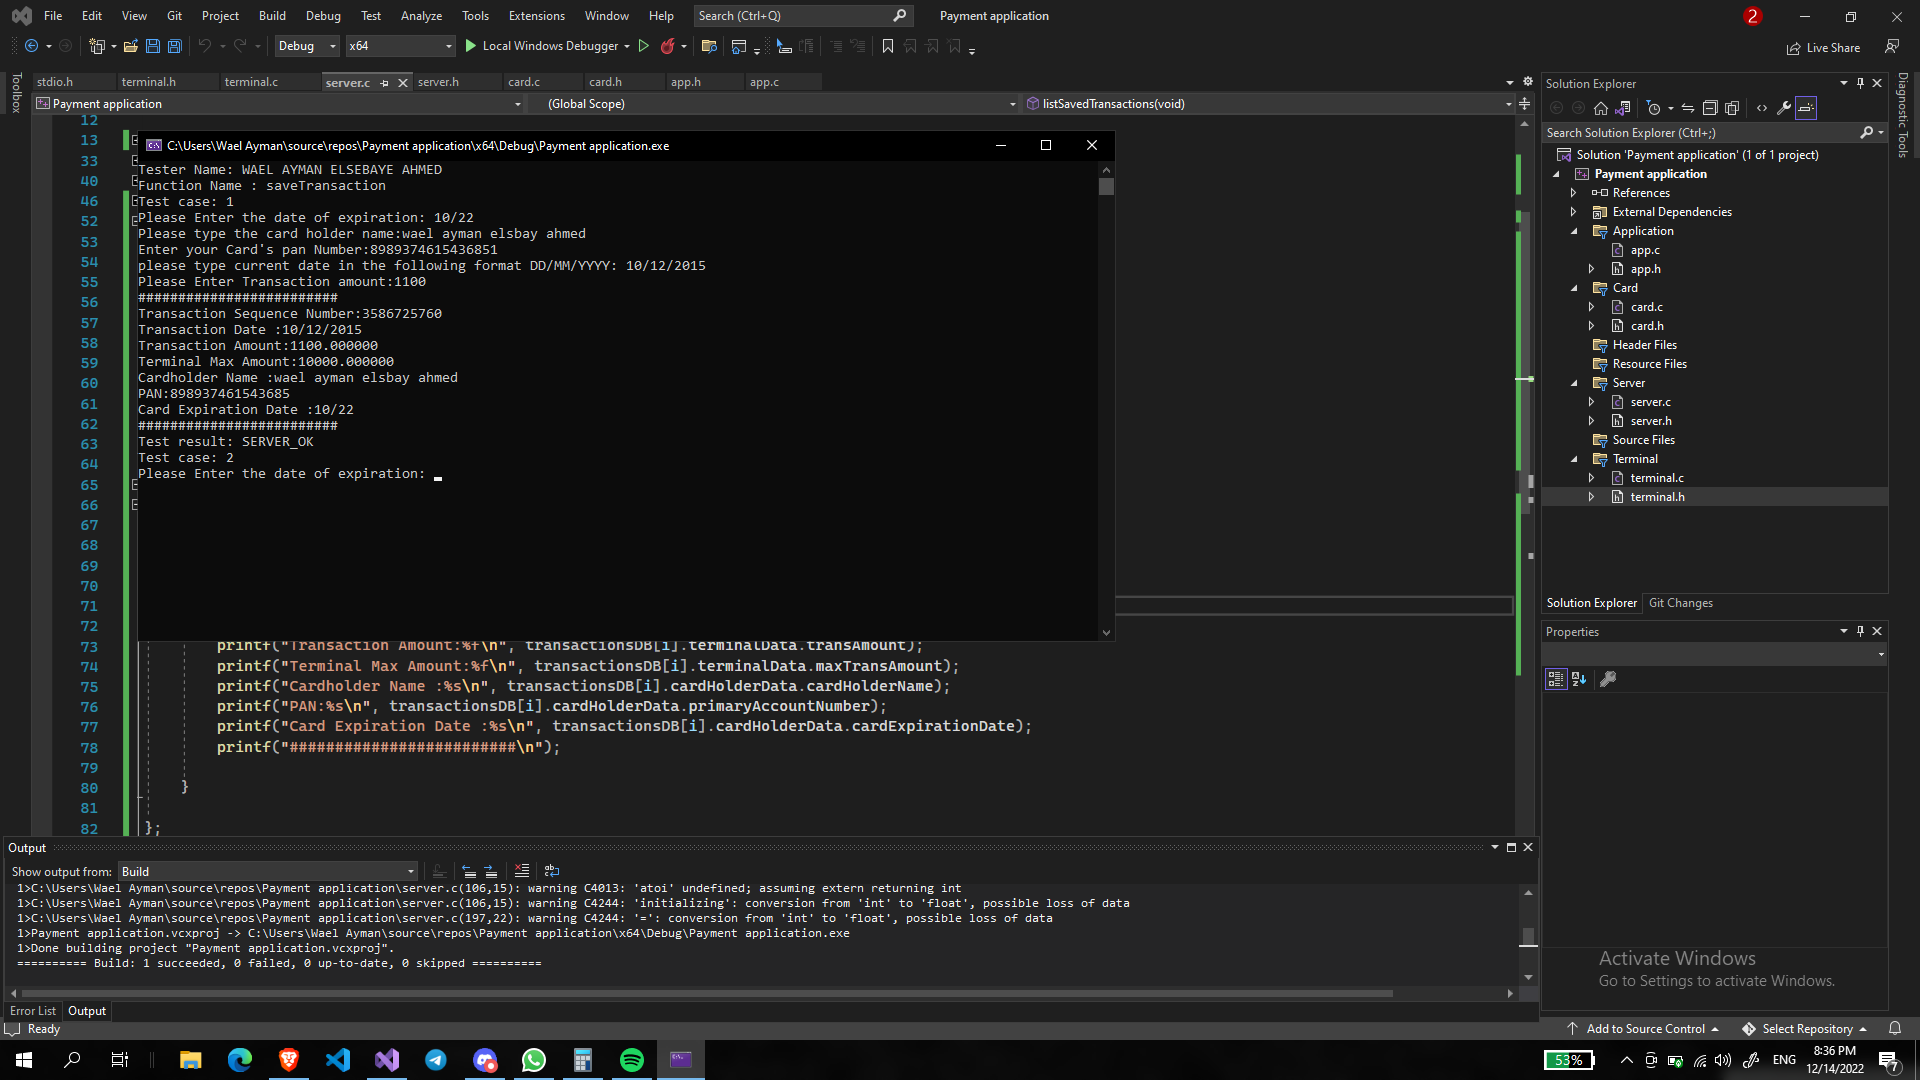 File Edit View Git Project Build Debug Test Analyze Tools Extensions Window Help Search (Ctrl+Q) Payment application 2
Debug x64 Local Windows Debugger Live Share
Toolbox
stdio.h terminal.h terminal.c server.c server.h card.c card.h app.h app.c
Payment application (Global Scope) listSavedTransactions(void)
12
13
33
40
46
52
53
54
55
56
57
58
59
60
61
62
63
64
65
66
67
68
69
70
71
72
C:\Users\Wael Ayman\source\repos\Payment application\x64\Debug\Payment application.exe
Tester Name: WAEL AYMAN ELSEBAYE AHMED
Function Name : saveTransaction
Test case: 1
Please Enter the date of expiration: 10/22
Please type the card holder name:wael ayman elsbay ahmed
Enter your Card's pan Number:8989374615436851
please type current date in the following format DD/MM/YYYY: 10/12/2015
Please Enter Transaction amount:1100
#########################
Transaction Sequence Number:3586725760
Transaction Date :10/12/2015
Transaction Amount:1100.000000
Terminal Max Amount:10000.000000
Cardholder Name :wael ayman elsbay ahmed
PAN:898937461543685
Card Expiration Date :10/22
#########################
Test result: SERVER_OK
Test case: 2
Please Enter the date of expiration:
73 printf("Transaction Amount:%f\n", transactionsDB[i].terminalData.transAmount);
74 printf("Terminal Max Amount:%f\n", transactionsDB[i].terminalData.maxTransAmount);
75 printf("Cardholder Name :%s\n", transactionsDB[i].cardHolderData.cardHolderName);
76 printf("PAN:%s\n", transactionsDB[i].cardHolderData.primaryAccountNumber);
77 printf("Card Expiration Date :%s\n", transactionsDB[i].cardHolderData.cardExpirationDate);
78 printf("#########################\n");
79
80 }
81
82 };
Output
Show output from: Build
1>C:\Users\Wael Ayman\source\repos\Payment application\server.c(106,15): warning C4013: 'atoi' undefined; assuming extern returning int
1>C:\Users\Wael Ayman\source\repos\Payment application\server.c(106,15): warning C4244: 'initializing': conversion from 'int' to 'float', possible loss of data
1>C:\Users\Wael Ayman\source\repos\Payment application\server.c(197,22): warning C4244: '=': conversion from 'int' to 'float', possible loss of data
1>Payment application.vcxproj -> C:\Users\Wael Ayman\source\repos\Payment application\x64\Debug\Payment application.exe
1>Done building project "Payment application.vcxproj".
========== Build: 1 succeeded, 0 failed, 0 up-to-date, 0 skipped ==========
Error List Output
Solution Explorer
Search Solution Explorer (Ctrl+;)
Solution 'Payment application' (1 of 1 project)
Payment application
References
External Dependencies
Application
app.c
app.h
Card
card.c
card.h
Header Files
Resource Files
Server
server.c
server.h
Source Files
Terminal
terminal.c
terminal.h
Solution Explorer Git Changes
Properties
Diagnostic Tools
Activate Windows
Go to Settings to activate Windows.
Ready Add to Source Control Select Repository
53% ENG 8:36 PM
12/14/2022 7